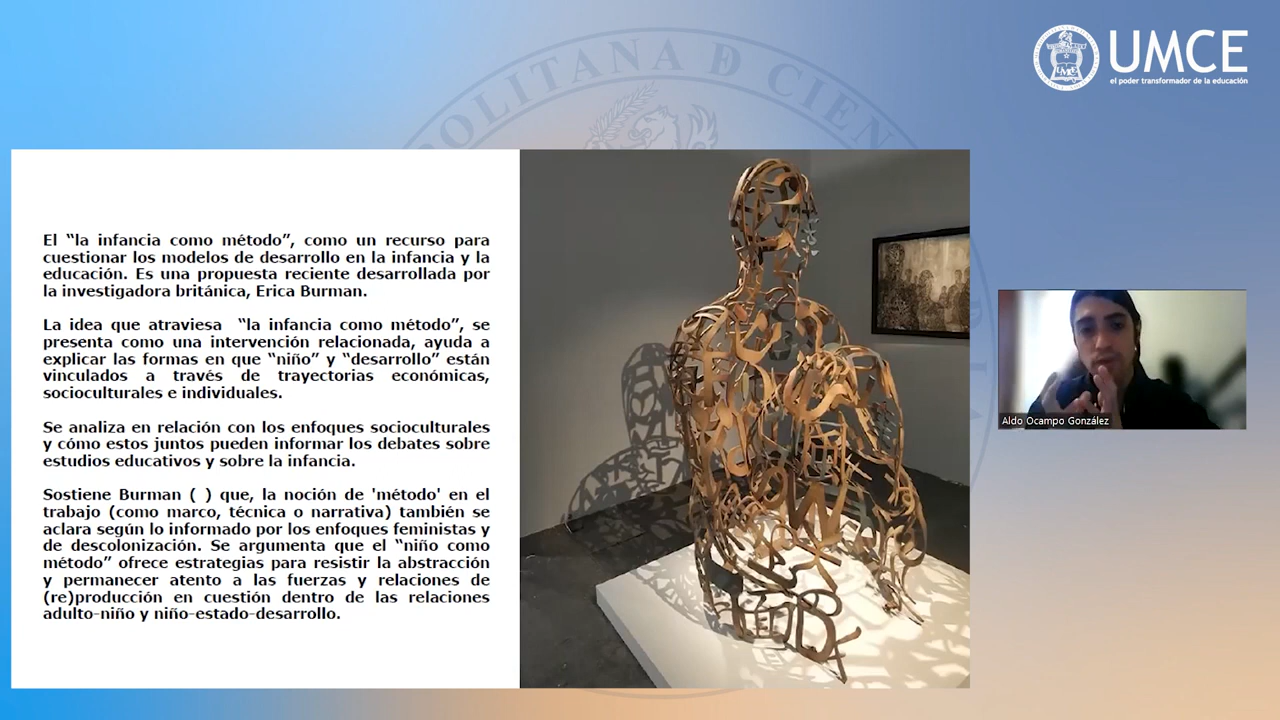 POLITANA D CIEN
UMCE
el poder transformador de la educación
El “la infancia como método”, como un recurso para
cuestionar los modelos de desarrollo en la infancia y la
educación. Es una propuesta reciente desarrollada por
la investigadora británica, Erica Burman.
La idea que atraviesa “la infancia como método”, se
presenta como una intervención relacionada, ayuda a
explicar las formas en que “niño” y “desarrollo” están
vinculados a través de trayectorias económicas,
socioculturales e individuales.
Se analiza en relación con los enfoques socioculturales
y cómo estos juntos pueden informar los debates sobre
estudios educativos y sobre la infancia.
Sostiene Burman ( ) que, la noción de 'método' en el
trabajo (como marco, técnica o narrativa) también se
aclara según lo informado por los enfoques feministas y
de descolonización. Se argumenta que el “niño como
método” ofrece estrategias para resistir la abstracción
y permanecer atento a las fuerzas y relaciones de
(re)producción en cuestión dentro de las relaciones
adulto-niño y niño-estado-desarrollo.
Aldo Ocampo González